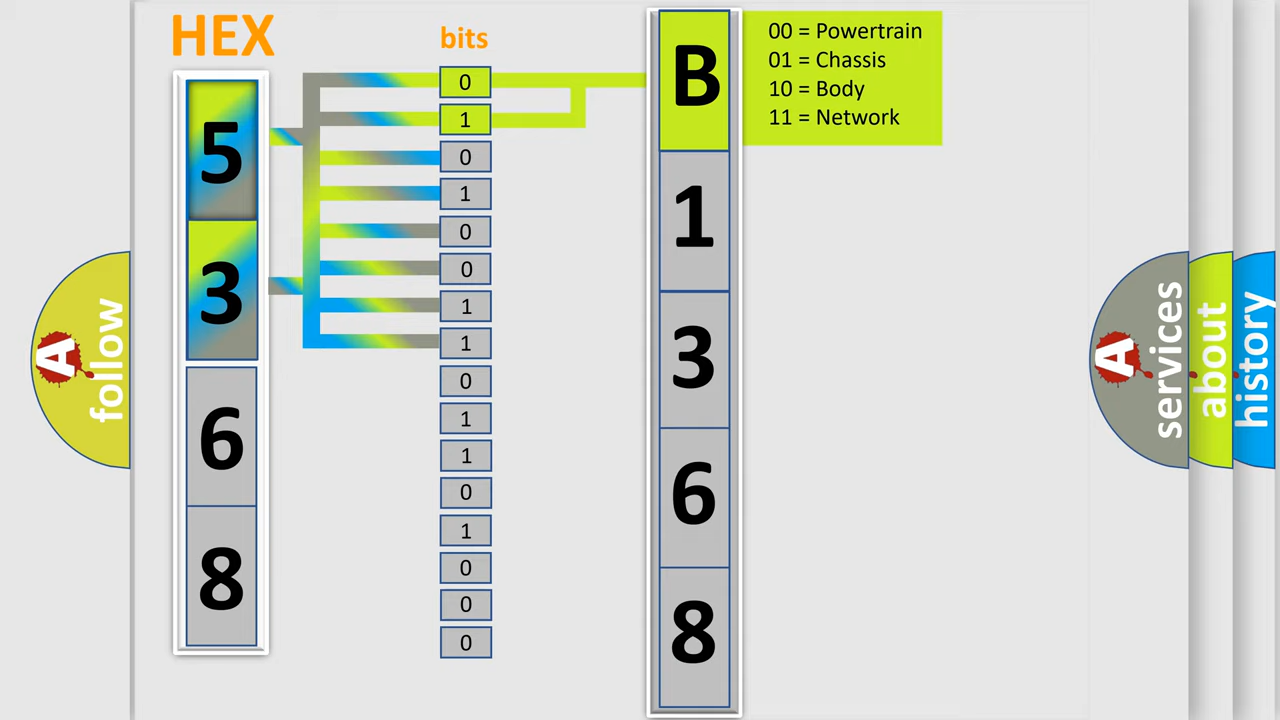 HEX
bits
5
3
6
8
0
1
0
1
0
0
1
1
0
1
1
0
1
0
0
0
B
1
3
6
8
00 = Powertrain
01 = Chassis
10 = Body
11 = Network
A
follow
A
services
about
history